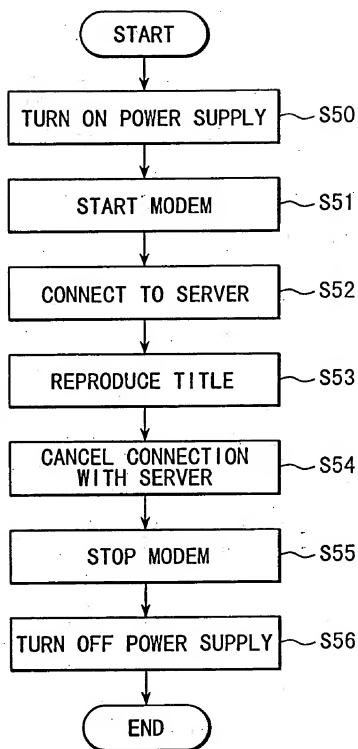 START
TURN ON POWER SUPPLY S50
START MODEM S51
CONNECT TO SERVER S52
REPRODUCE TITLE S53
CANCEL CONNECTION
WITH SERVER S54
STOP MODEM S55
TURN OFF POWER SUPPLY S56
END